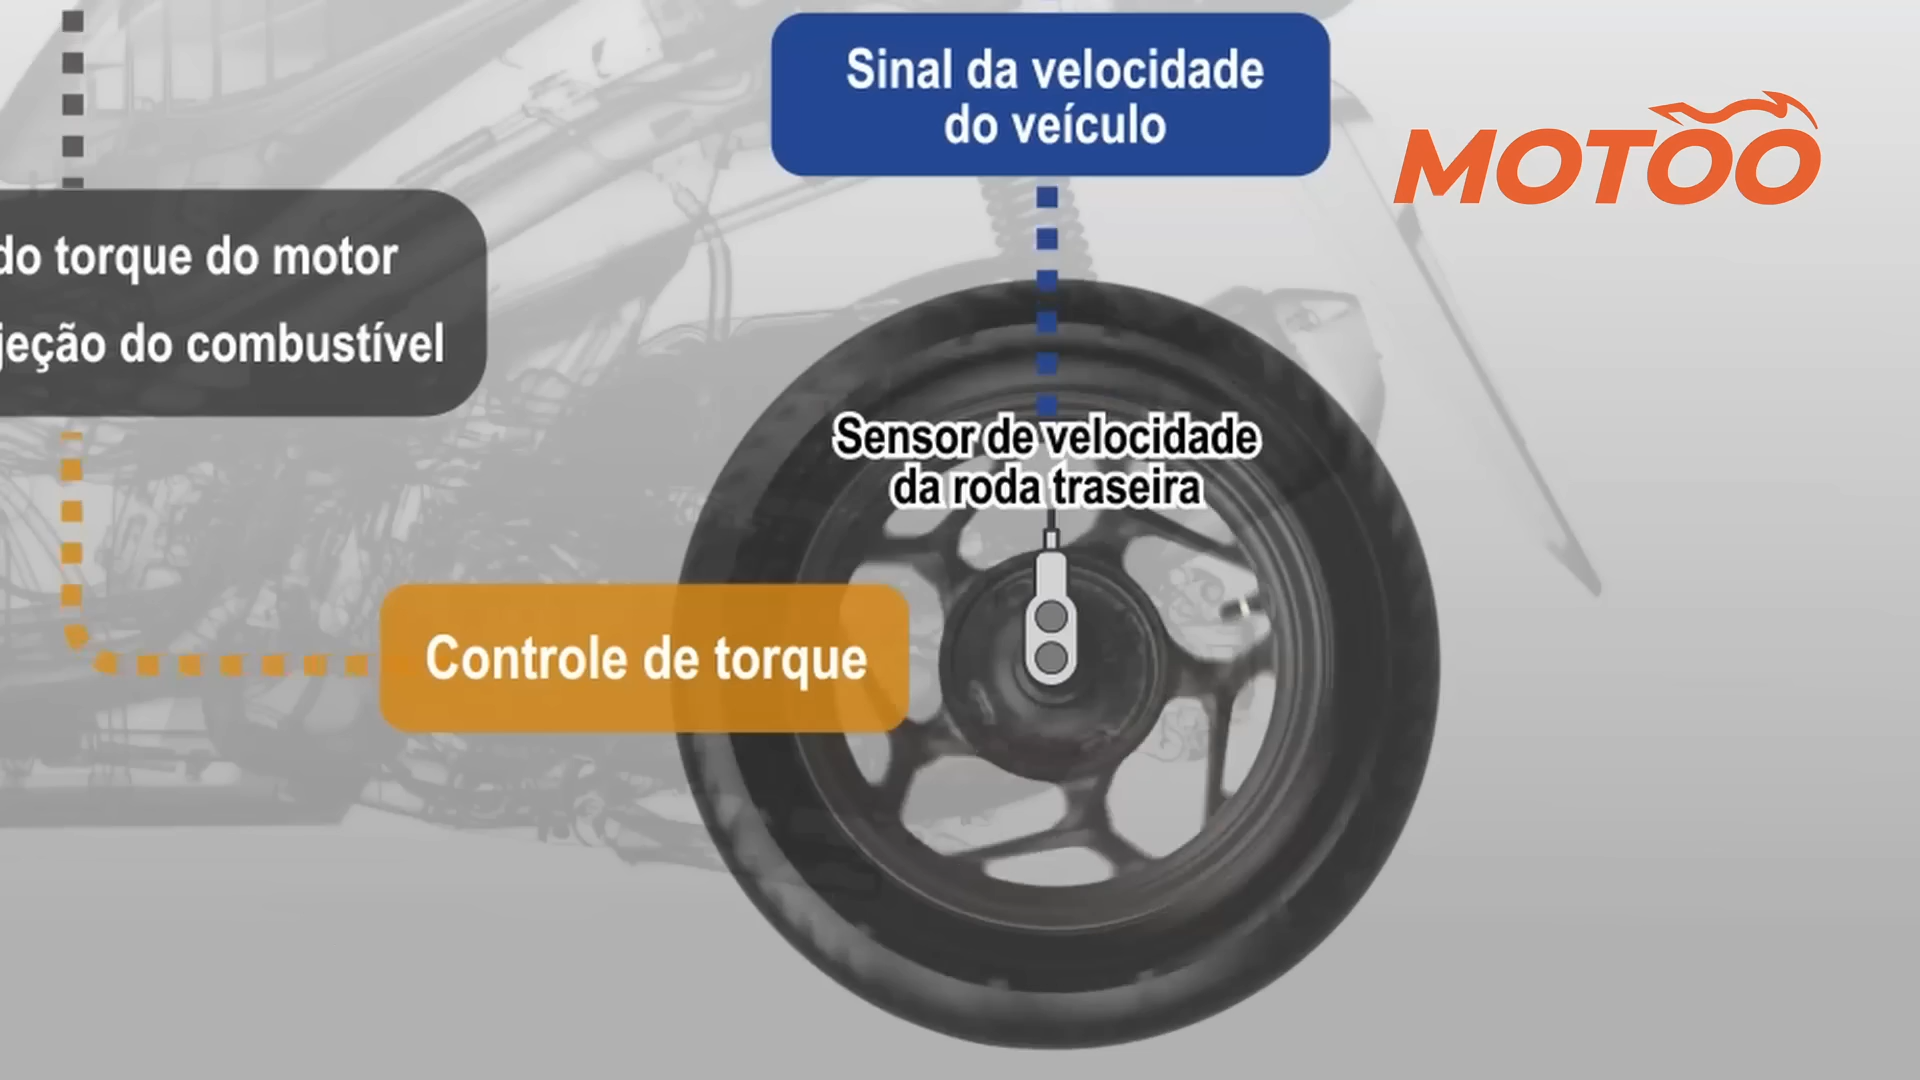 Sinal da velocidade
do veículo
MOTOO
do torque do motor
jeção do combustível
Sensor de velocidade
da roda traseira
Controle de torque